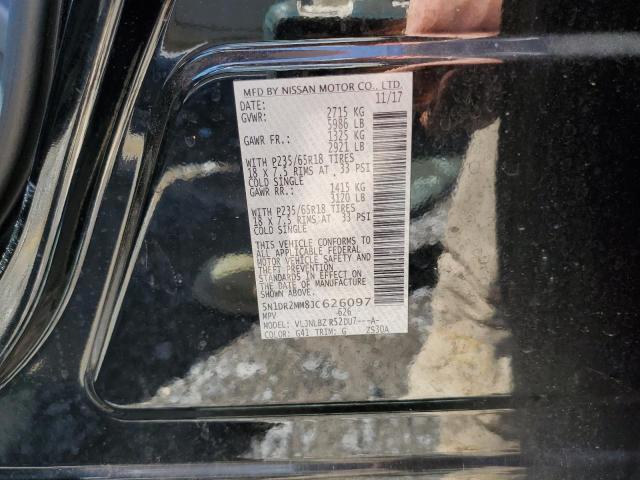 MFD BY NISSAN MOTOR CO., LTD.
DATE: 11/17
GVWR: 2715 KG
5986 LB
GAWR FR.: 1325 KG
2921 LB
WITH P235/65R18 TIRES
18 x 7.5 RIMS AT 33 PSI
COLD SINGLE
GAWR RR.: 1415 KG
3120 LB
WITH P235/65R18 TIRES
18 x 7.5 RIMS AT 33 PSI
COLD SINGLE
THIS VEHICLE CONFORMS TO
ALL APPLICABLE FEDERAL
MOTOR VEHICLE SAFETY AND
THEFT PREVENTION
STANDARDS IN EFFECT ON
THE DATE OF MANUFACTURE
SHOWN ABOVE.
5N1DR2MM8JC626097
MPV -626
MODEL: VLJNLBZ R52DU7---A-
COLOR: G41 TRIM: G ZS30A